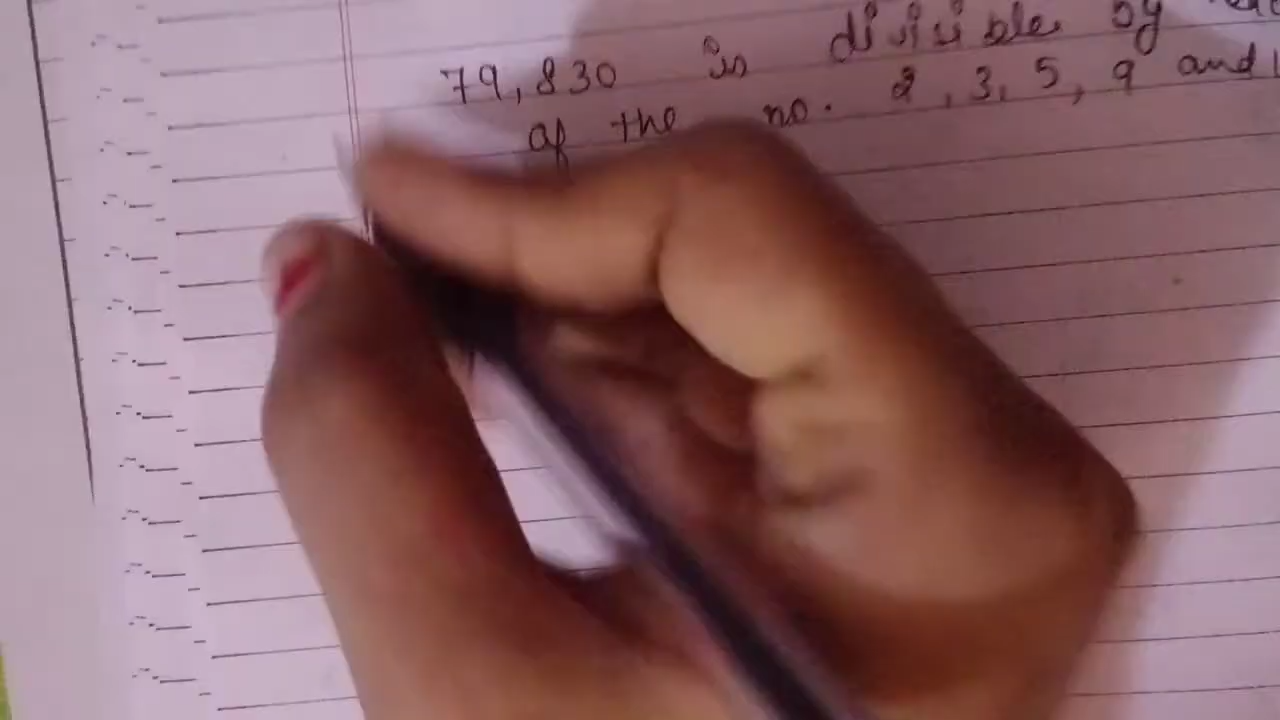 79,830 is divisible by
of the no. 2, 3, 5, 9 and